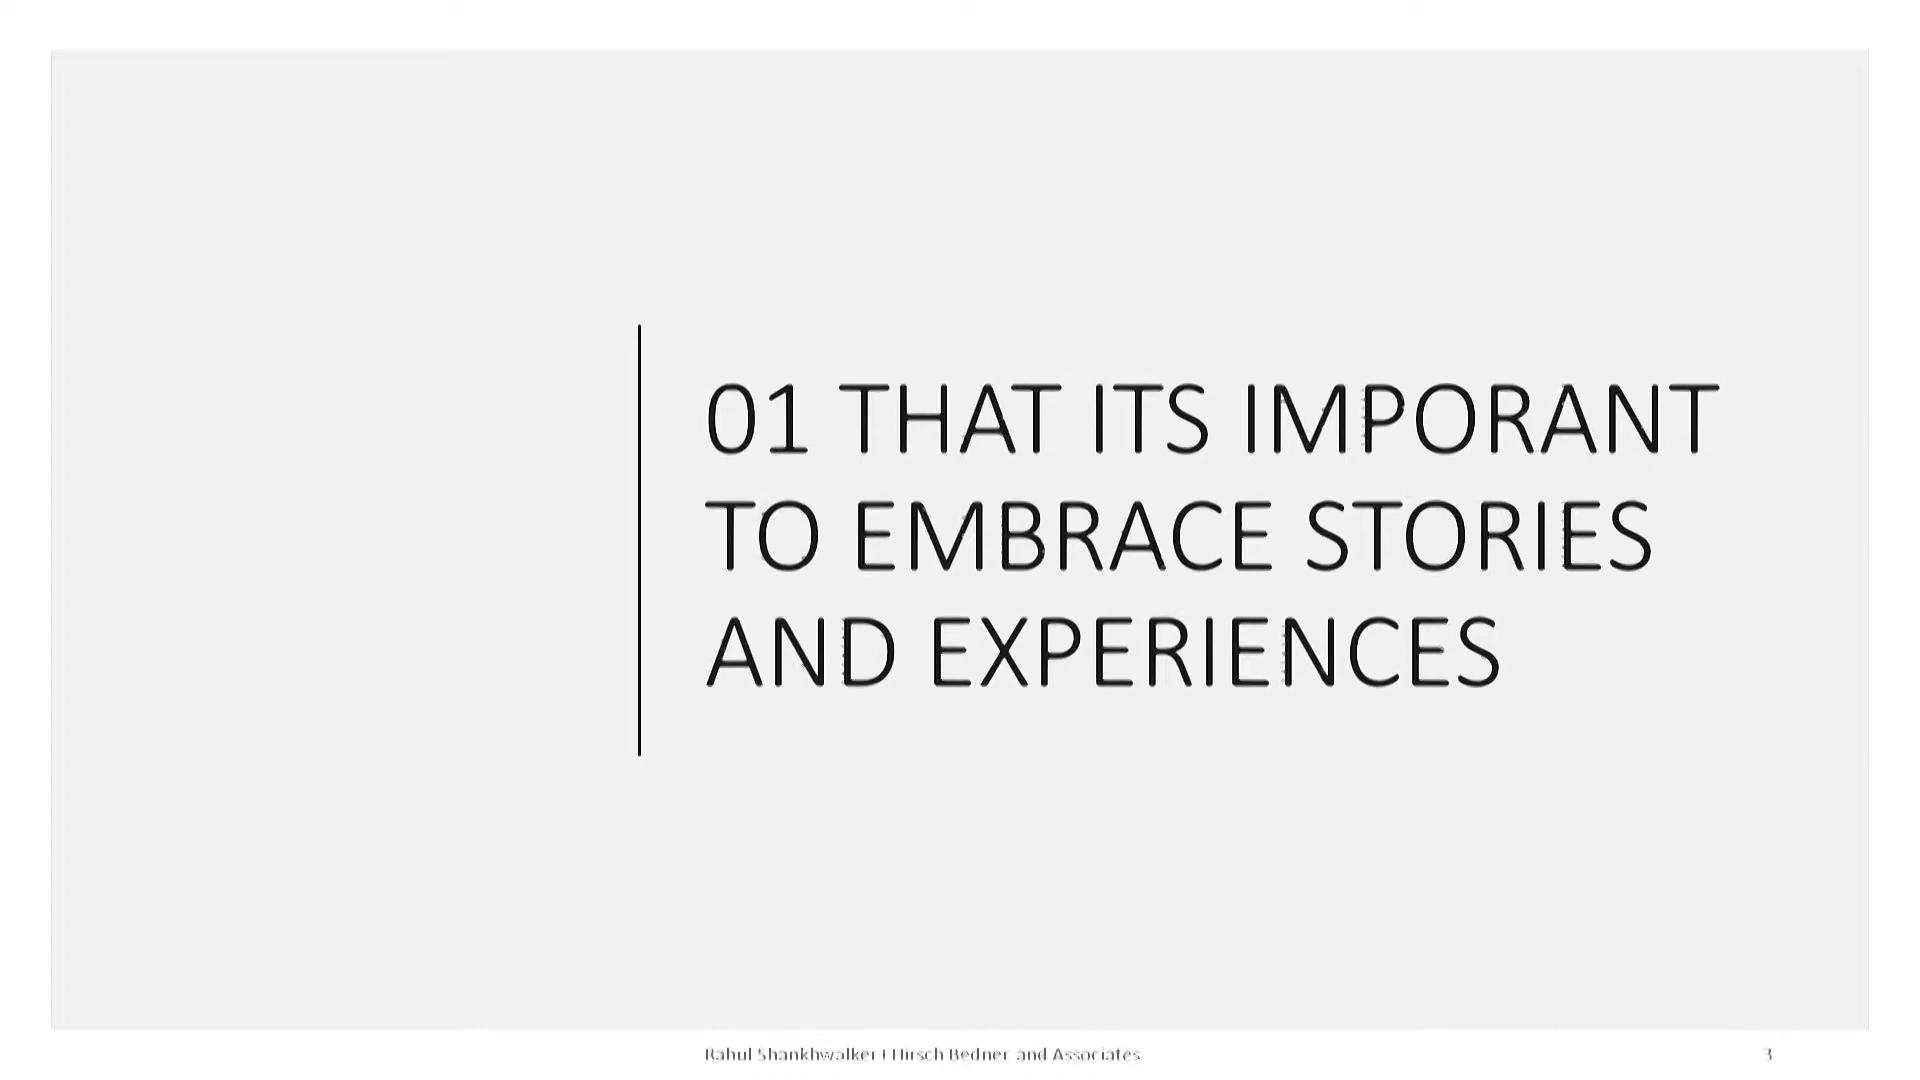 01 THAT ITS IMPORANT
TO EMBRACE STORIES
AND EXPERIENCES
Rahul Shankhwalker I Hirsch Bedner and Associates
3